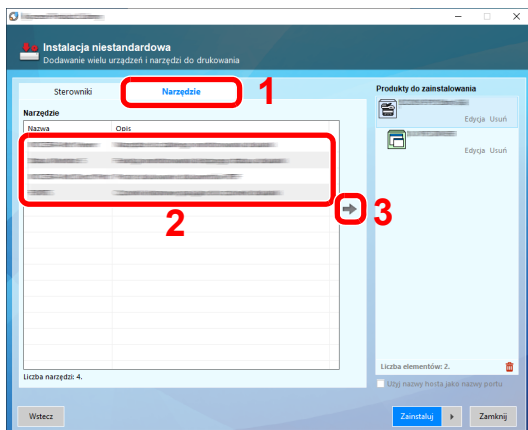 Instalacja niestandardowa
Dodawanie wielu urządzeń i narzędzi do drukowania
Sterowniki
Narzędzie
1
Narzędzie
Nazwa
Opis
2
Liczba narzędzi: 4.
3
Produkty do zainstalowania
Edycja Usuń
Edycja Usuń
Liczba elementów: 2.
Użyj nazwy hosta jako nazwy portu
Wstecz
Zainstaluj
Zamknij